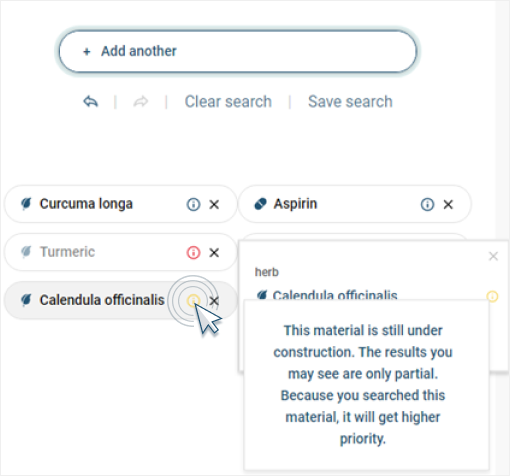 + Add another
Clear search
Save search
Curcuma longa
Aspirin
Turmeric
herb
Calendula officinalis
Calendula officinalis
This material is still under
construction. The results you
may see are only partial.
Because you searched this
material, it will get higher
priority.